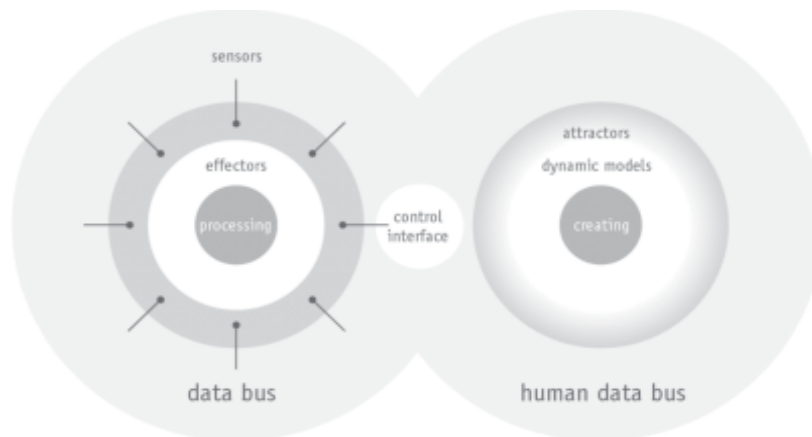 sensors
effectors
processing
control
interface
attractors
dynamic models
creating
data bus
human data bus